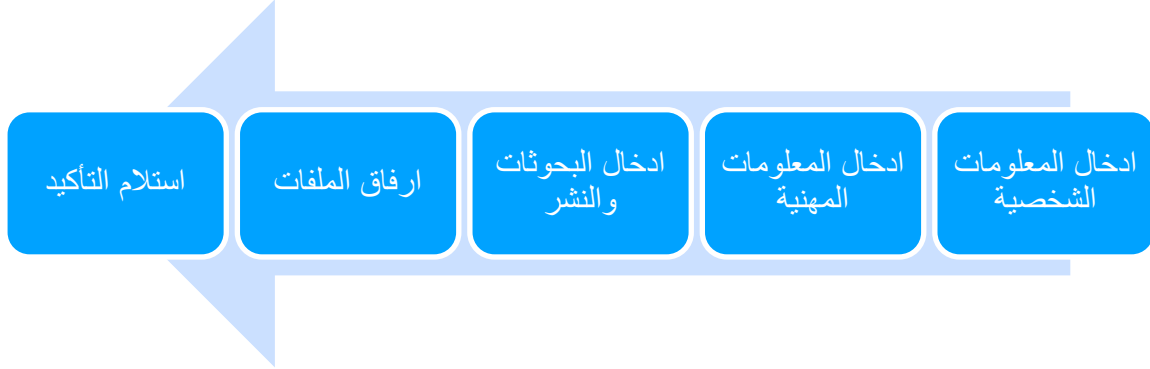 ادخال المعلومات
الشخصية
ادخال المعلومات
المهنية
ادخال البحوثات
والنشر
ارفاق الملفات
استلام التأكيد